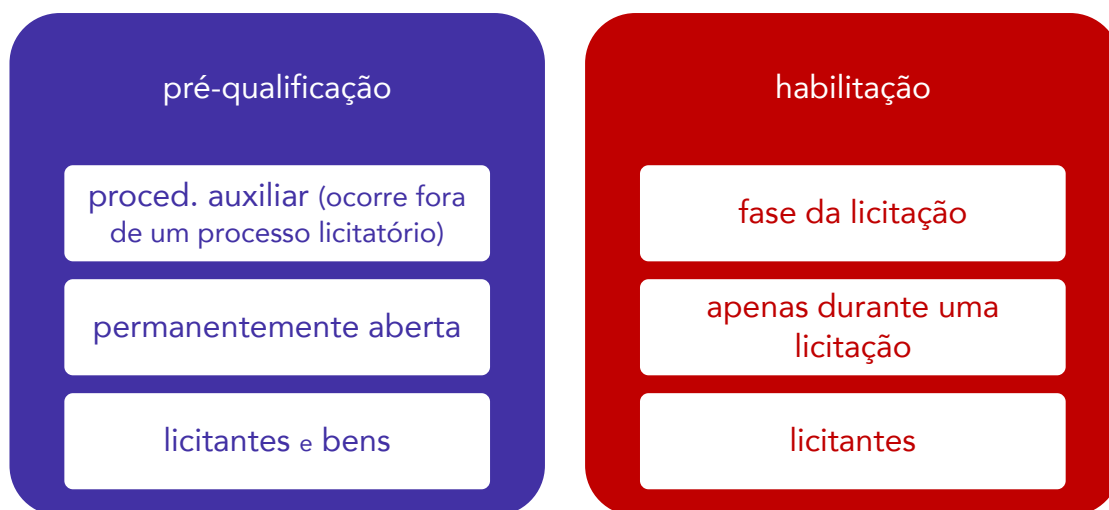 pré-qualificação
proced. auxiliar (ocorre fora
de um processo licitatório)
permanentemente aberta
licitantes e bens
habilitação
fase da licitação
apenas durante uma
licitação
licitantes